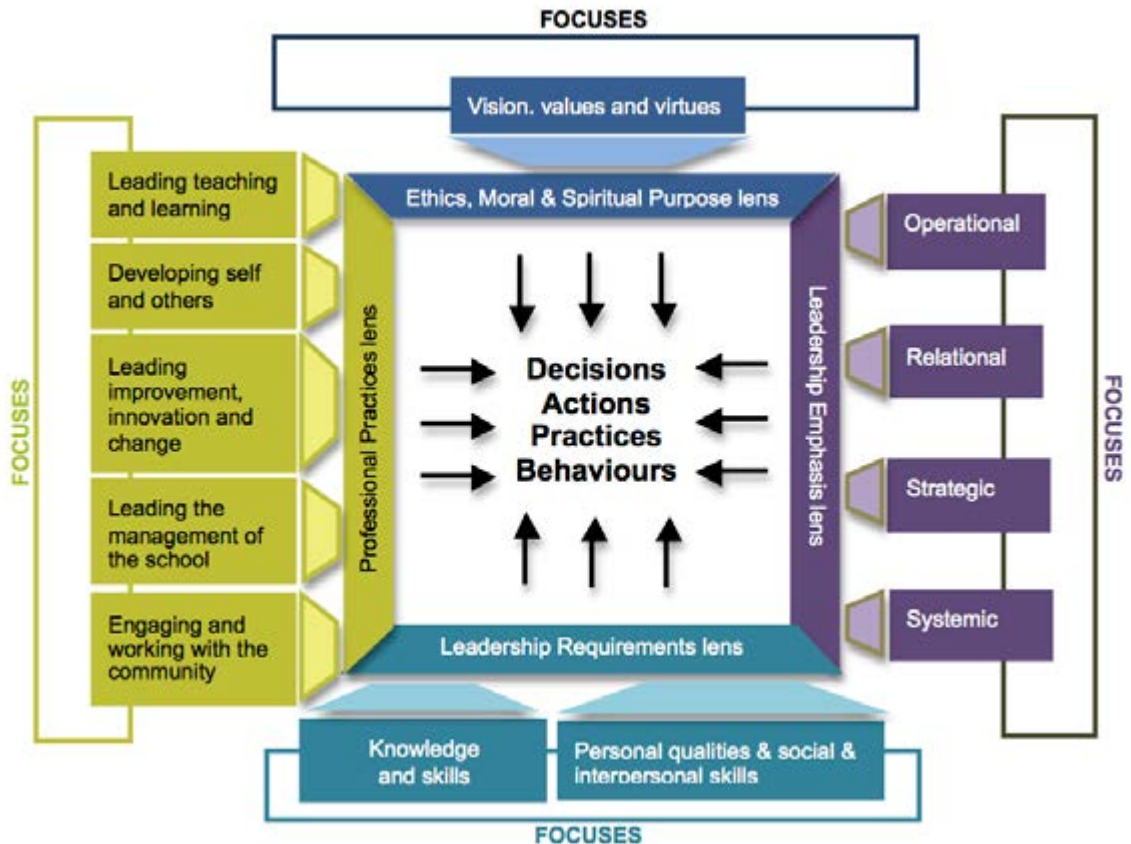 FOCUSES
Vision. values and virtues
Ethics, Moral & Spiritual Purpose lens
FOCUSES
Leading teaching
and learning
Developing self
and others
Leading
improvement,
innovation and
change
Leading the
management of
the school
Engaging and
working with the
community
Professional Practices lens
Decisions
Actions
Practices
Behaviours
Leadership Emphasis lens
Operational
Relational
Strategic
Systemic
FOCUSES
Leadership Requirements lens
Knowledge
and skills
Personal qualities & social &
interpersonal skills
FOCUSES